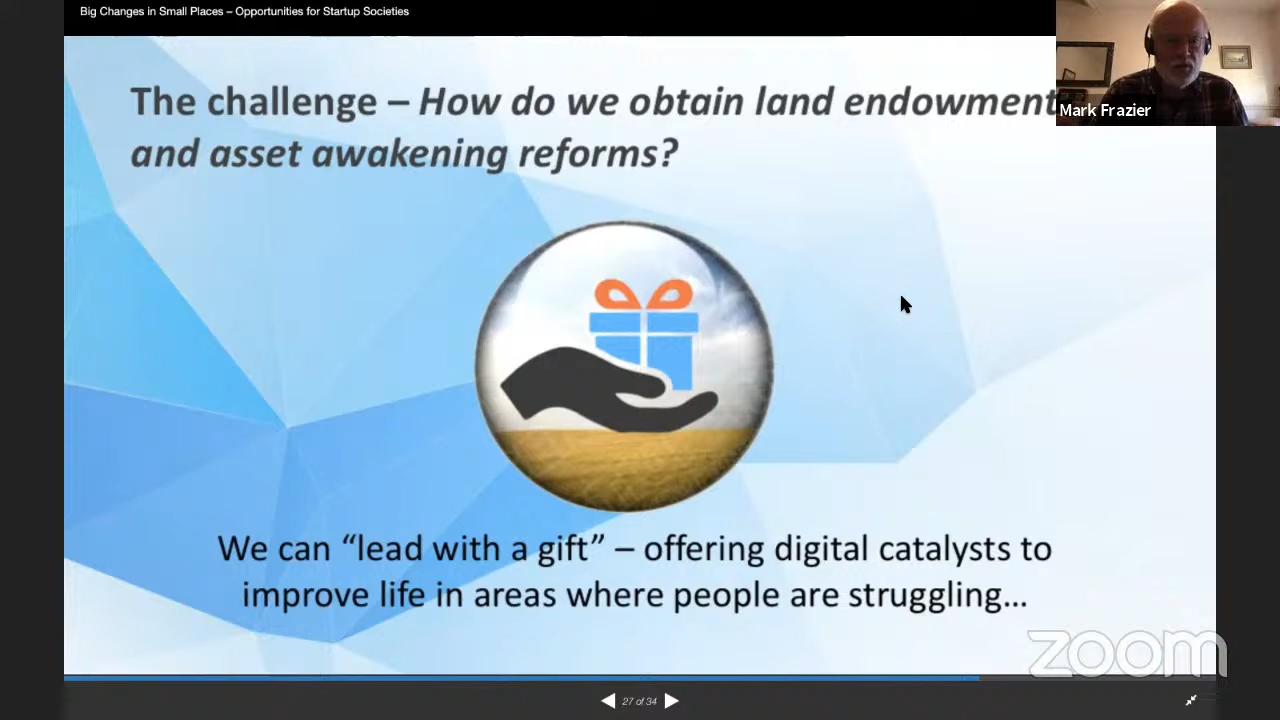 Big Changes in Small Places – Opportunities for Startup Societies
Mark Frazier
The challenge – How do we obtain land endowment
and asset awakening reforms?
We can “lead with a gift” – offering digital catalysts to
improve life in areas where people are struggling...
zoom
27 of 34